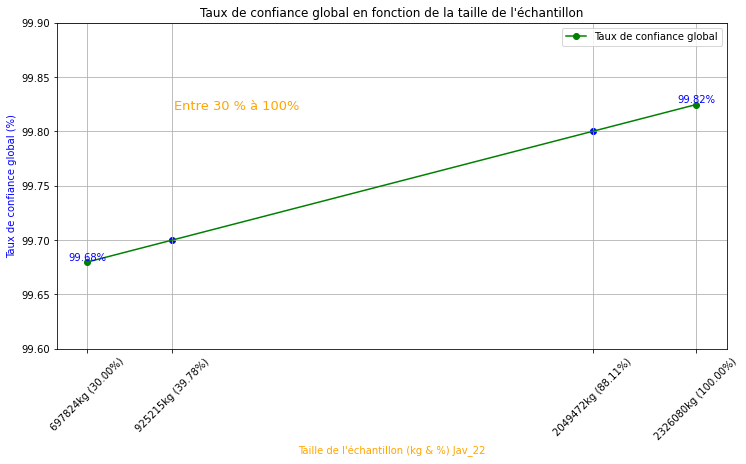 Taux de confiance global en fonction de la taille de l'échantillon
99.90
99.85
99.80
99.75
99.70
99.65
99.60
Taux de confiance global (%)
Taux de confiance global
Entre 30 % à 100%
99.82%
99.68%
697824kg (30.00%)
925215kg (39.78%)
2049472kg (88.11%)
2326080kg (100.00%)
Taille de l'échantillon (kg & %) Jav_22